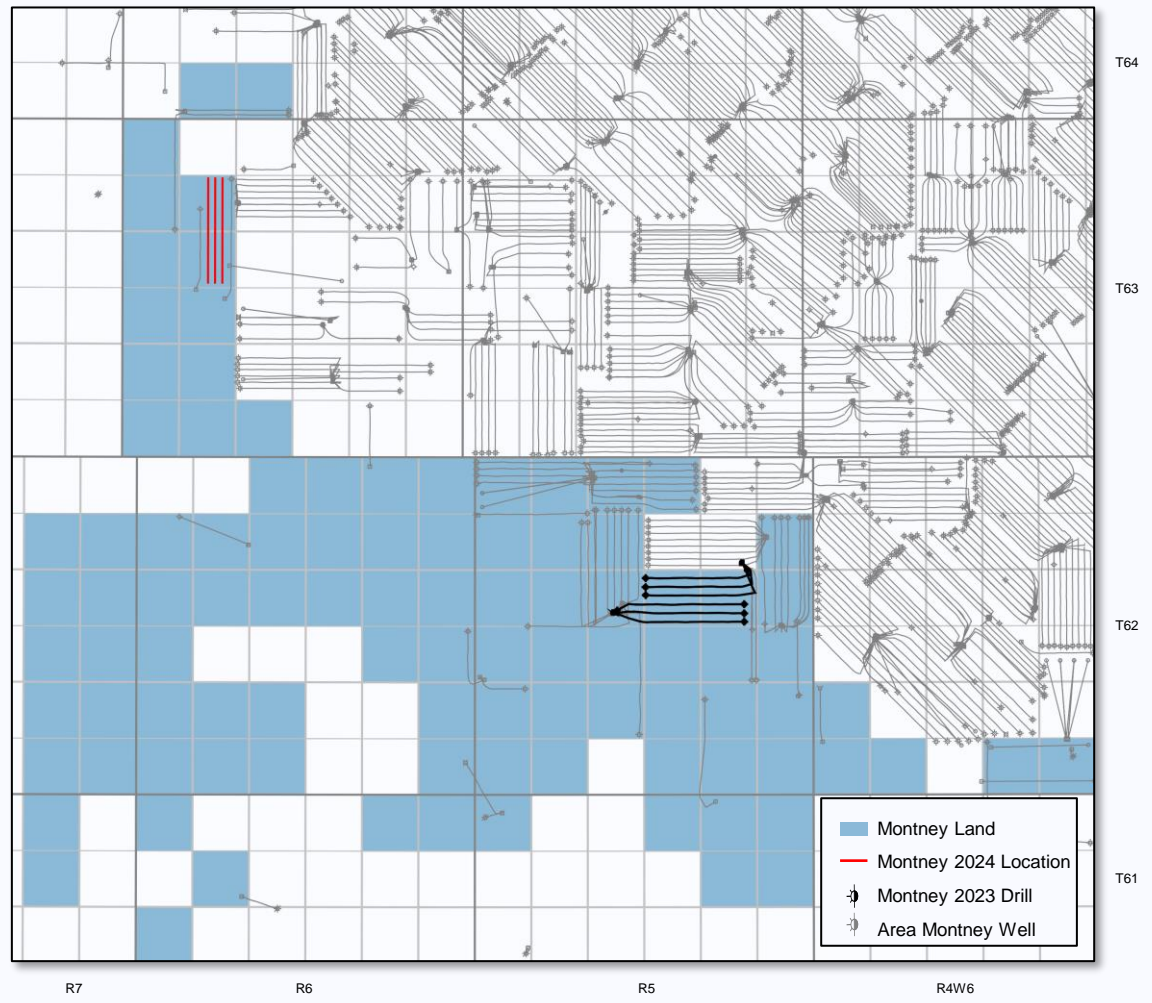 T64
T63
T62
Montney Land
Montney 2024 Location
Montney 2023 Drill
Area Montney Well
T61
R7
R6
R5
R4W6